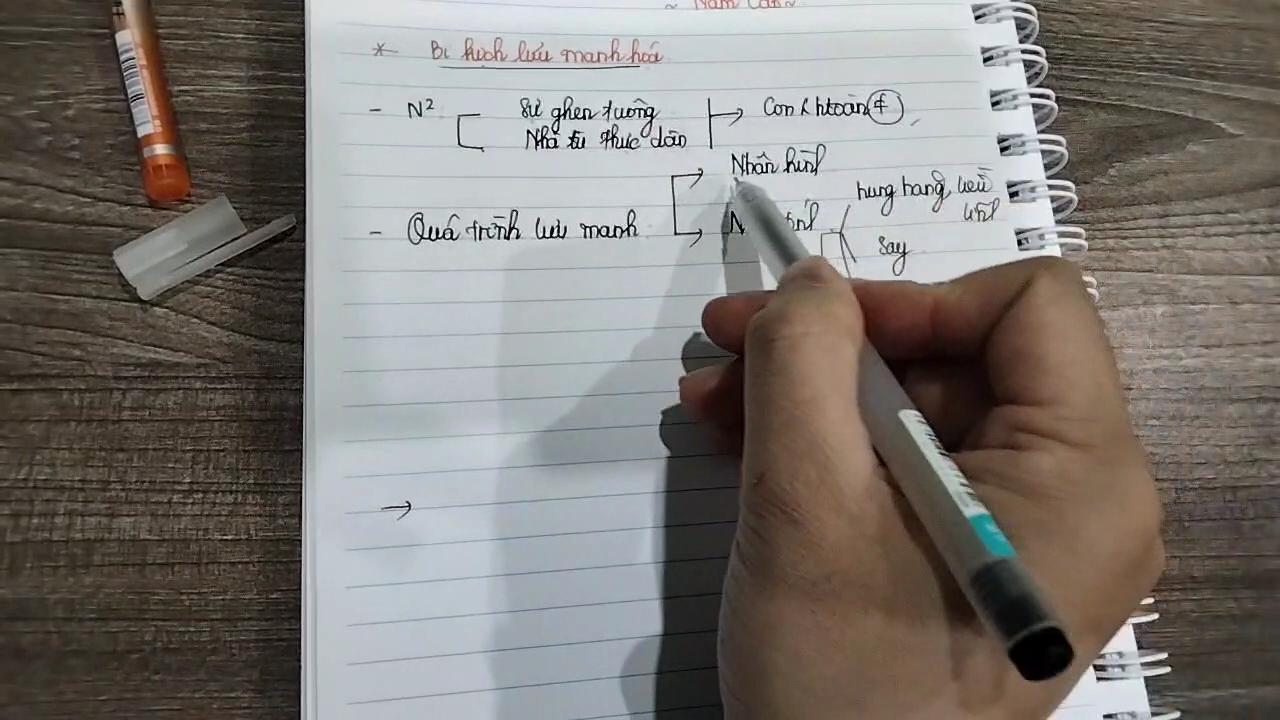 ~ Nam Cao ~
* Bi kịch lưu manh hoá
- N²
Sự ghen tuông
Nhà tù thực dân
Con
Nhân hình
- Quá trình lưu manh
hung hăng, liều
lĩnh
say